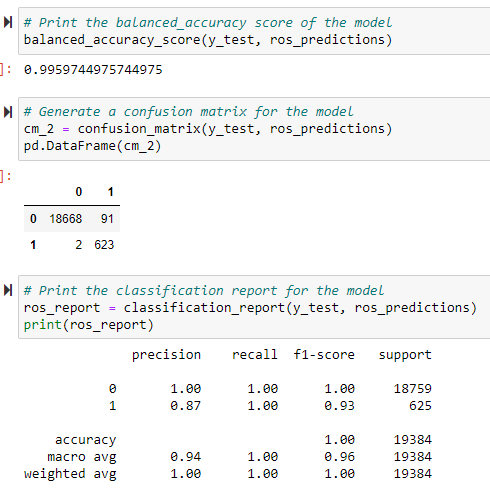 # Print the balanced_accuracy score of the model
balanced_accuracy_score(y_test, ros_predictions)
]: 0.9959744975744975
# Generate a confusion matrix for the model
cm_2 = confusion_matrix(y_test, ros_predictions)
pd.DataFrame(cm_2)
]:
0 1
0 18668 91
1 2 623
# Print the classification report for the model
ros_report = classification_report(y_test, ros_predictions)
print(ros_report)
precision recall f1-score support
0 1.00 1.00 1.00 18759
1 0.87 1.00 0.93 625
accuracy 1.00 19384
macro avg 0.94 1.00 0.96 19384
weighted avg 1.00 1.00 1.00 19384